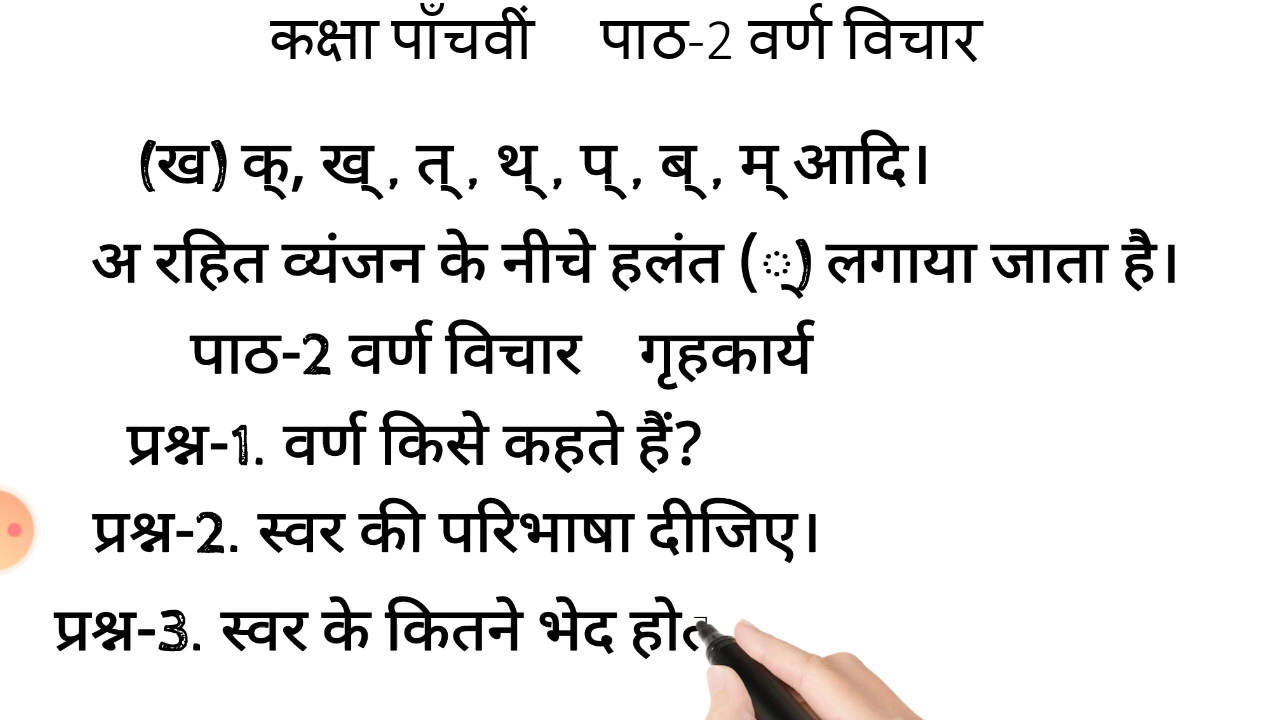 कक्षा पाँचवीं पाठ-2 वर्ण विचार
(ख) क्, ख् , त् , थ् , प् , ब् , म् आदि।
अ रहित व्यंजन के नीचे हलंत (्) लगाया जाता है।
पाठ-2 वर्ण विचार गृहकार्य
प्रश्न-1. वर्ण किसे कहते हैं?
प्रश्न-2. स्वर की परिभाषा दीजिए।
प्रश्न-3. स्वर के कितने भेद